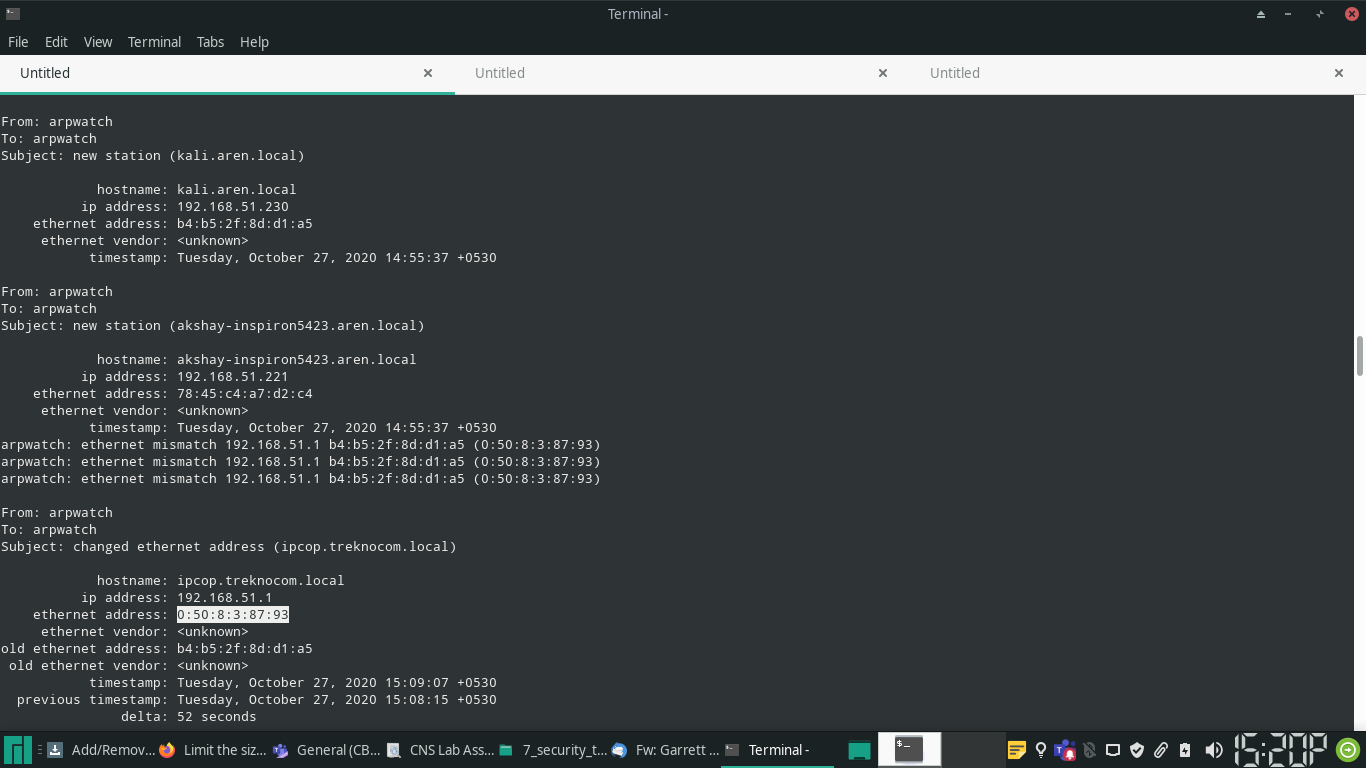 Terminal -
File Edit View Terminal Tabs Help
Untitled Untitled Untitled
From: arpwatch
To: arpwatch
Subject: new station (kali.aren.local)
hostname: kali.aren.local
ip address: 192.168.51.230
ethernet address: b4:b5:2f:8d:d1:a5
ethernet vendor: <unknown>
timestamp: Tuesday, October 27, 2020 14:55:37 +0530
From: arpwatch
To: arpwatch
Subject: new station (akshay-inspiron5423.aren.local)
hostname: akshay-inspiron5423.aren.local
ip address: 192.168.51.221
ethernet address: 78:45:c4:a7:d2:c4
ethernet vendor: <unknown>
timestamp: Tuesday, October 27, 2020 14:55:37 +0530
arpwatch: ethernet mismatch 192.168.51.1 b4:b5:2f:8d:d1:a5 (0:50:8:3:87:93)
arpwatch: ethernet mismatch 192.168.51.1 b4:b5:2f:8d:d1:a5 (0:50:8:3:87:93)
arpwatch: ethernet mismatch 192.168.51.1 b4:b5:2f:8d:d1:a5 (0:50:8:3:87:93)
From: arpwatch
To: arpwatch
Subject: changed ethernet address (ipcop.treknocom.local)
hostname: ipcop.treknocom.local
ip address: 192.168.51.1
ethernet address: 0:50:8:3:87:93
ethernet vendor: <unknown>
old ethernet address: b4:b5:2f:8d:d1:a5
old ethernet vendor: <unknown>
timestamp: Tuesday, October 27, 2020 15:09:07 +0530
previous timestamp: Tuesday, October 27, 2020 15:08:15 +0530
delta: 52 seconds
Add/Remov... Limit the siz... General (CB... CNS Lab Ass... 7_security_t... Fw: Garrett ... Terminal - 15:20P